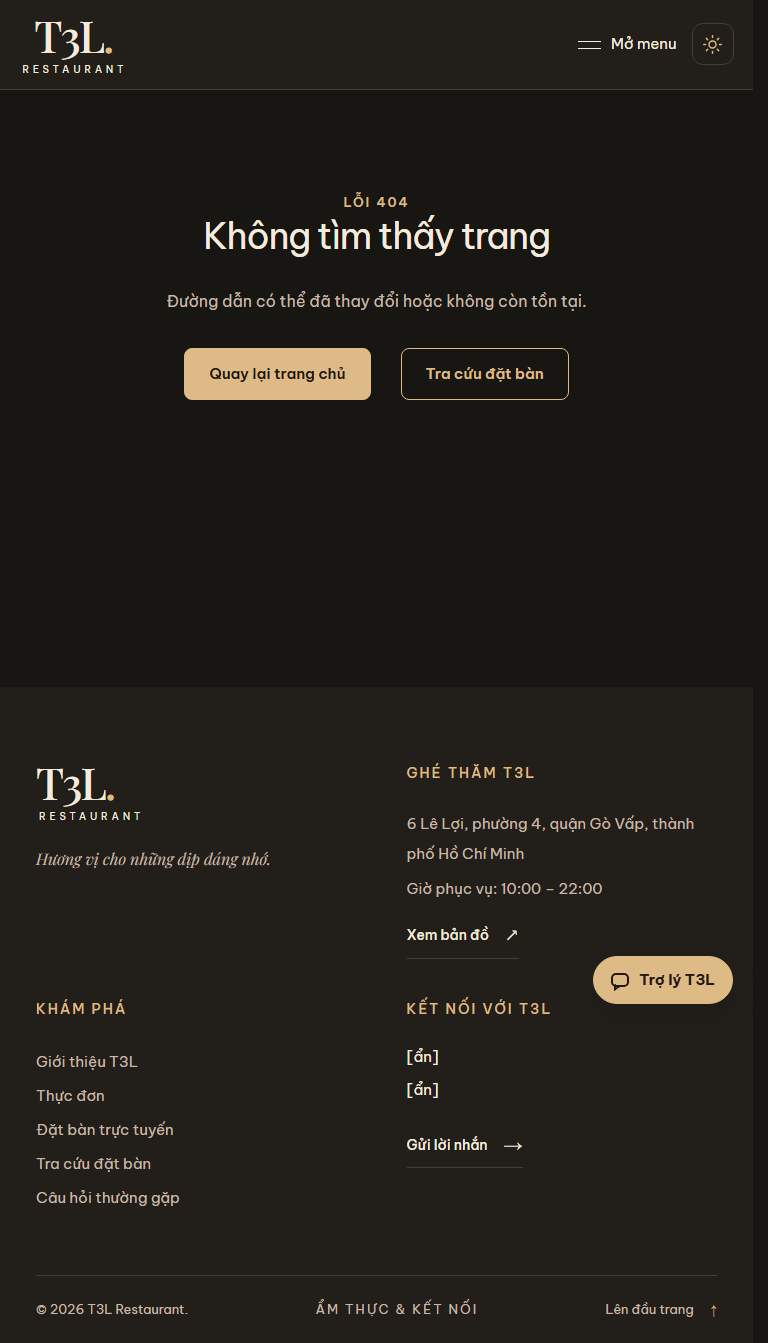 T3L.
RESTAURANT
Mở menu
LỖI 404
Không tìm thấy trang
Đường dẫn có thể đã thay đổi hoặc không còn tồn tại.
Quay lại trang chủ
Tra cứu đặt bàn
T3L.
RESTAURANT
Hương vị cho những dịp đáng nhớ.
GHÉ THĂM T3L
6 Lê Lợi, phường 4, quận Gò Vấp, thành
phố Hồ Chí Minh
Giờ phục vụ: 10:00 – 22:00
Xem bản đồ ↗
Trợ lý T3L
KHÁM PHÁ
Giới thiệu T3L
Thực đơn
Đặt bàn trực tuyến
Tra cứu đặt bàn
Câu hỏi thường gặp
KẾT NỐI VỚI T3L
[ẩn]
[ẩn]
Gửi lời nhắn →
© 2026 T3L Restaurant.
ẨM THỰC & KẾT NỐI
Lên đầu trang ↑